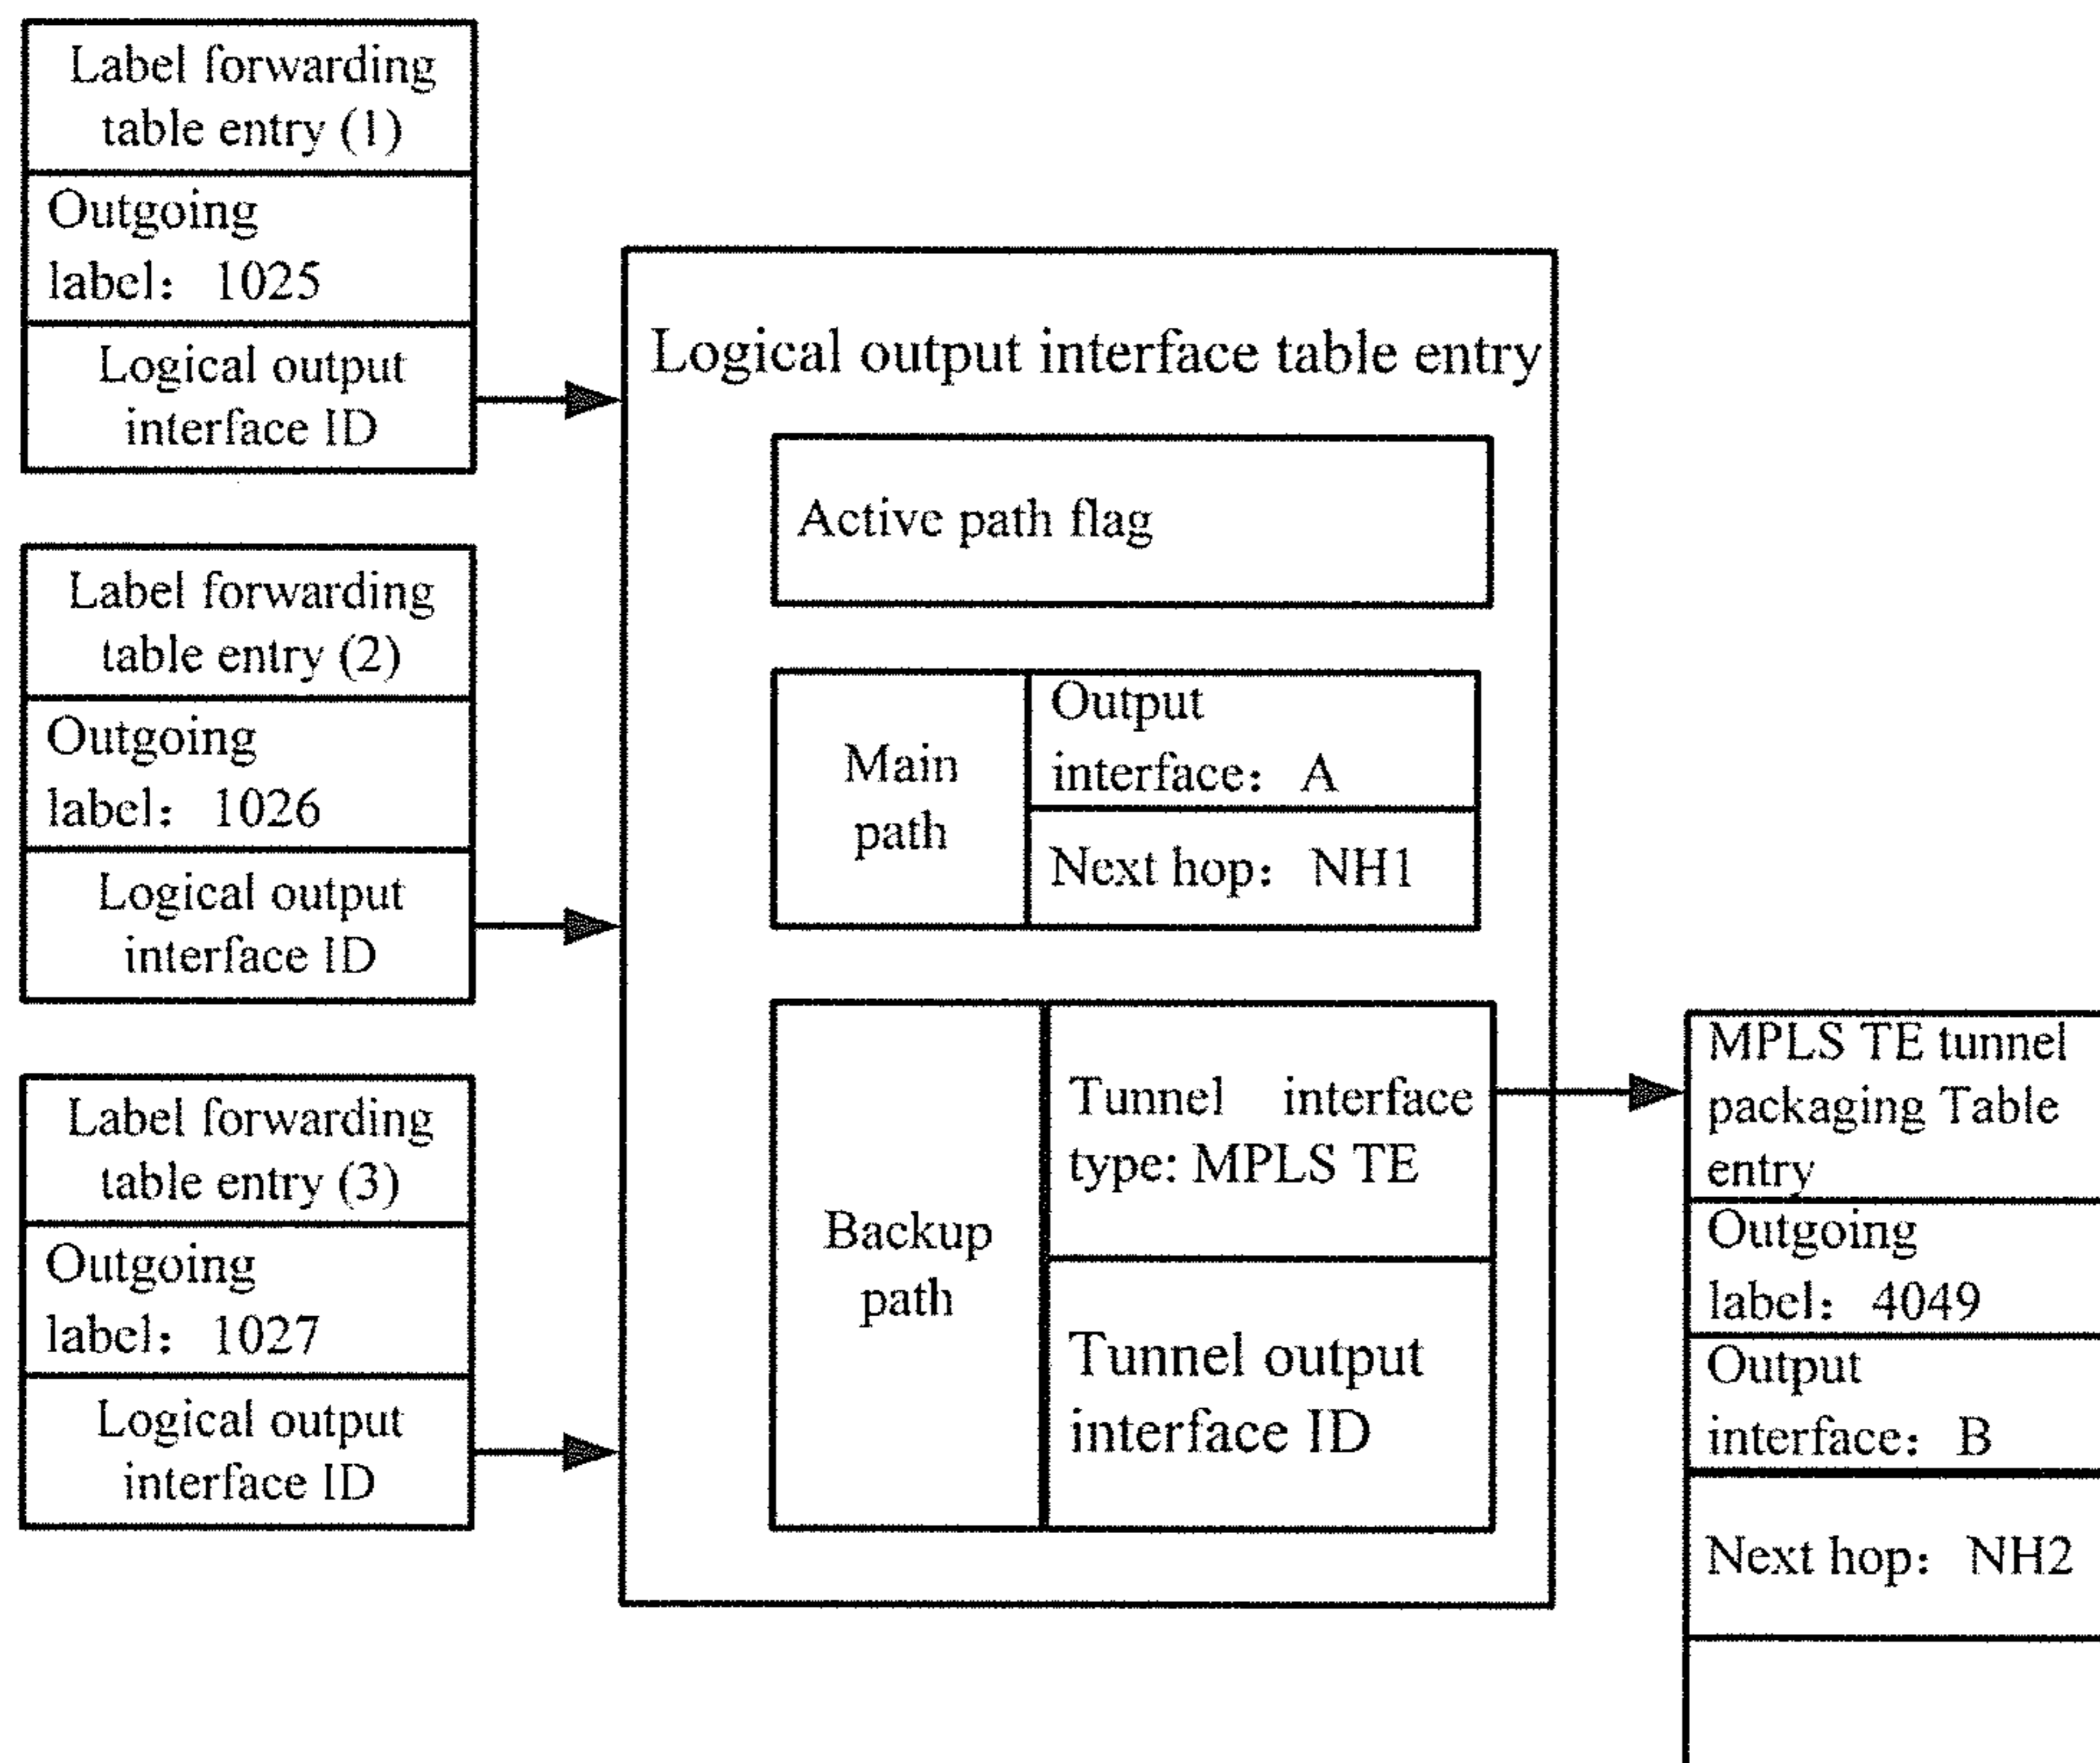 Label forwarding
table entry (1)
Outgoing
label：1025
Logical output
interface ID
Label forwarding
table entry (2)
Outgoing
label：1026
Logical output
interface ID
Label forwarding
table entry (3)
Outgoing
label：1027
Logical output
interface ID
Logical output interface table entry
Active path flag
Main
path
Output
interface：A
Next hop：NH1
Backup
path
Tunnel interface
type: MPLS TE
Tunnel output
interface ID
MPLS TE tunnel
packaging Table
entry
Outgoing
label：4049
Output
interface：B
Next hop：NH2